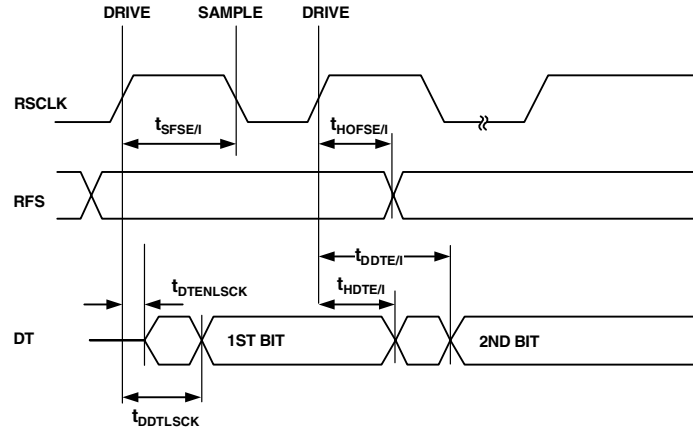 DRIVE SAMPLE DRIVE
RSCLK
tSFSE/I tHOFSE/I
RFS
tDDTE/I
tDTENLSCK tHDTE/I
DT 1ST BIT 2ND BIT
tDDTLSCK